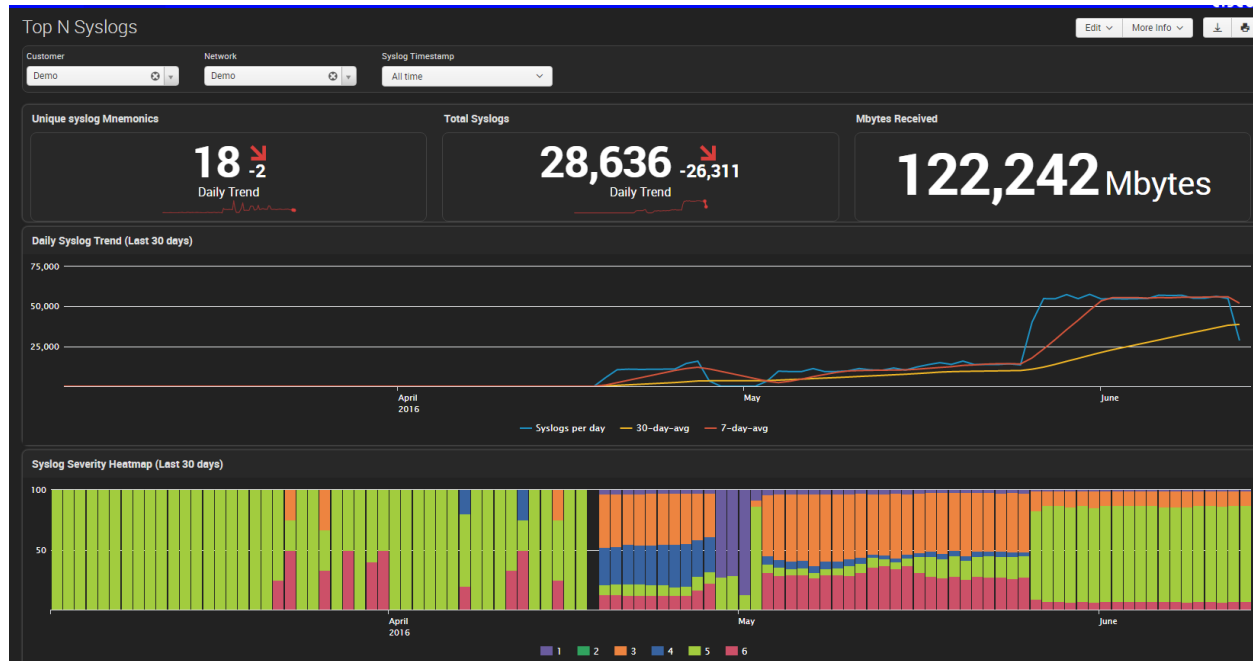 Top N Syslogs
Edit More Info
Customer Network Syslog Timestamp
Demo Demo All time
Unique syslog Mnemonics Total Syslogs Mbytes Received
18 -2 28,636 -26,311 122,242 Mbytes
Daily Trend Daily Trend
Daily Syslog Trend (Last 30 days)
75,000
50,000
25,000
April May June
2016
Syslogs per day 30-day-avg 7-day-avg
Syslog Severity Heatmap (Last 30 days)
100
50
April May June
2016
1 2 3 4 5 6